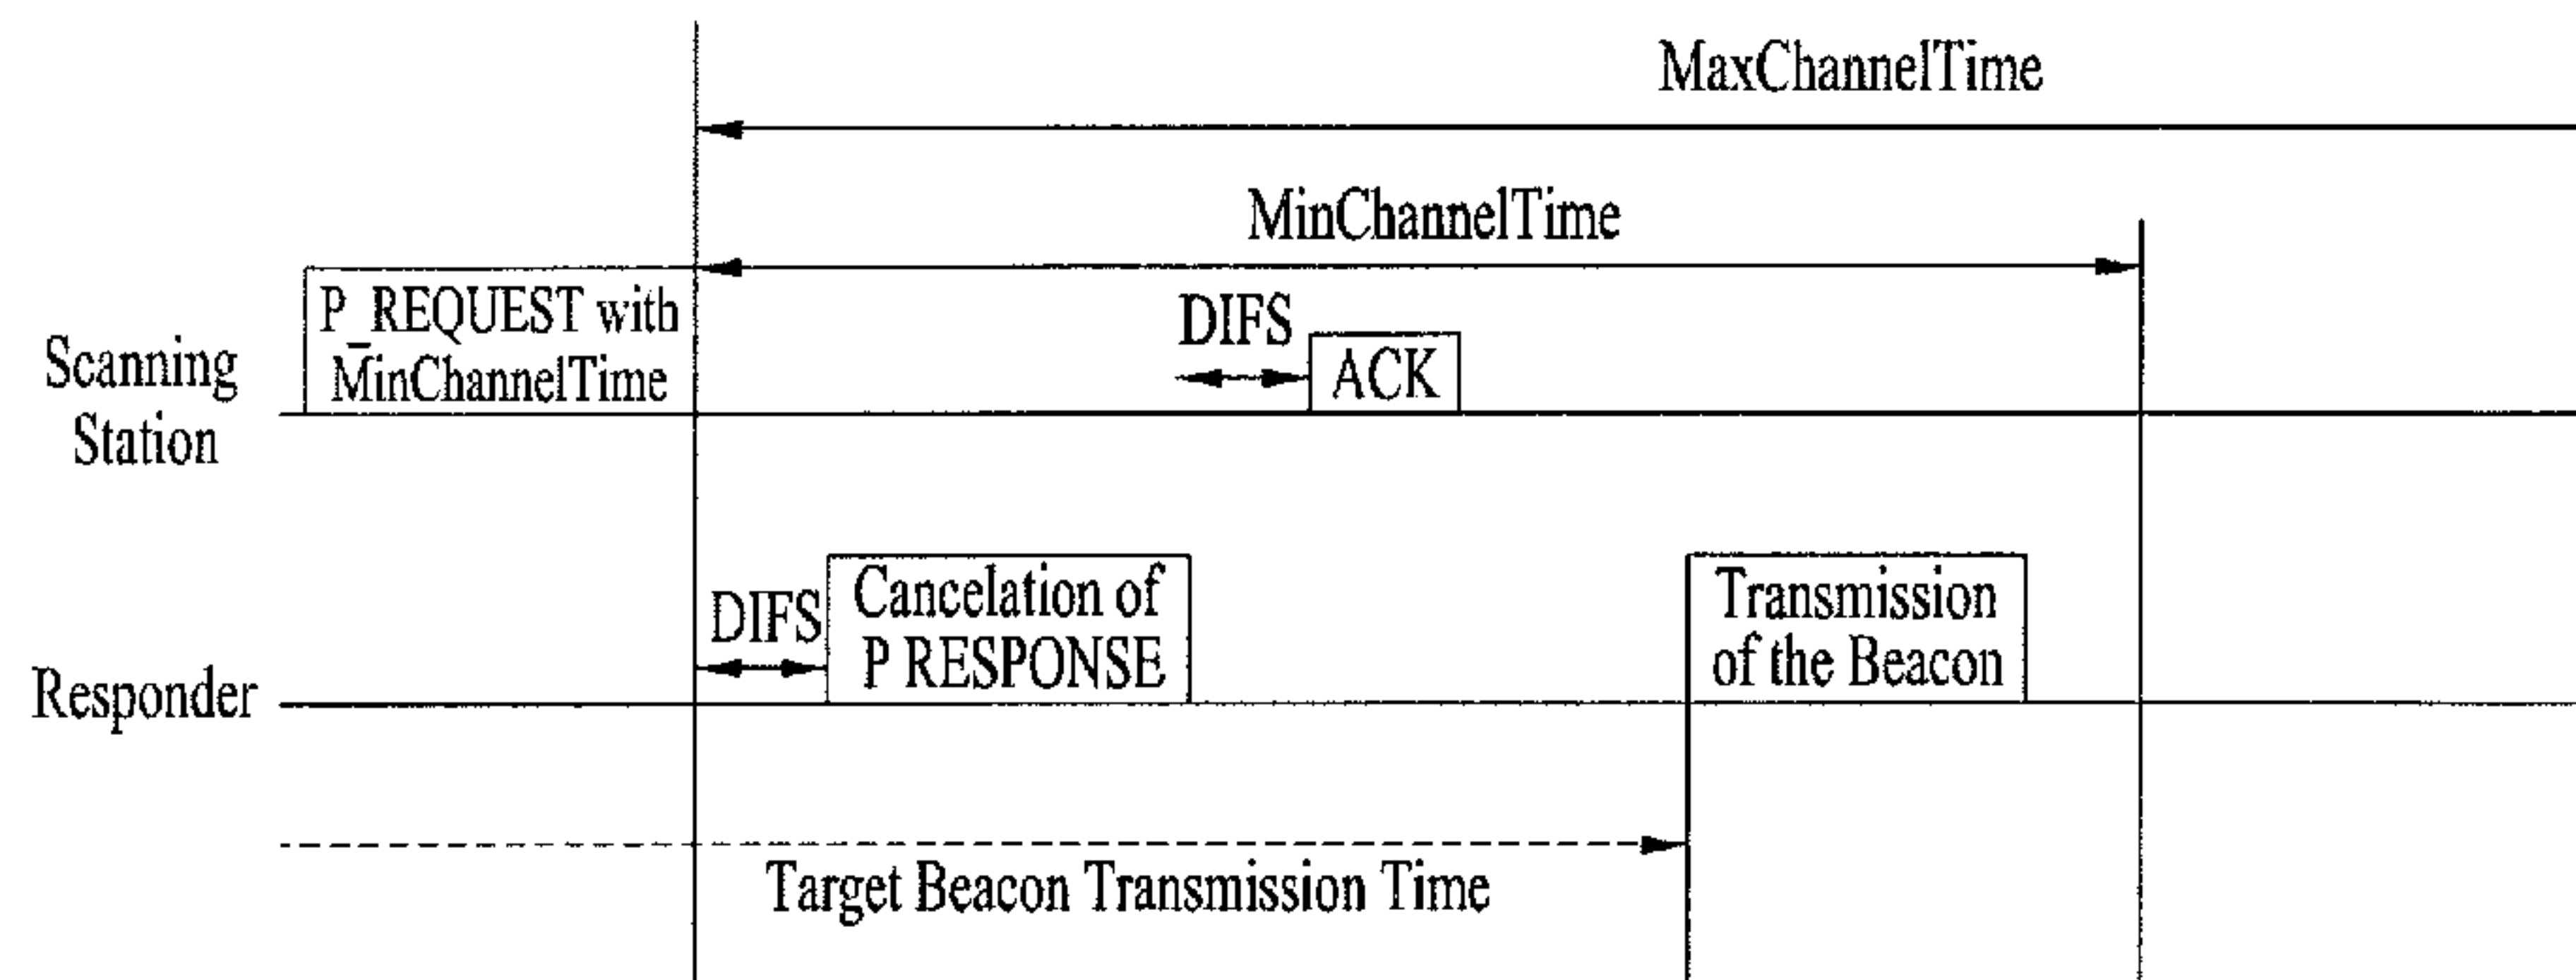 MaxChannelTime
MinChannelTime
P_REQUEST with
MinChannelTime
DIFS
ACK
Scanning
Station
DIFS
Cancelation of
P RESPONSE
Transmission
of the Beacon
Responder
Target Beacon Transmission Time